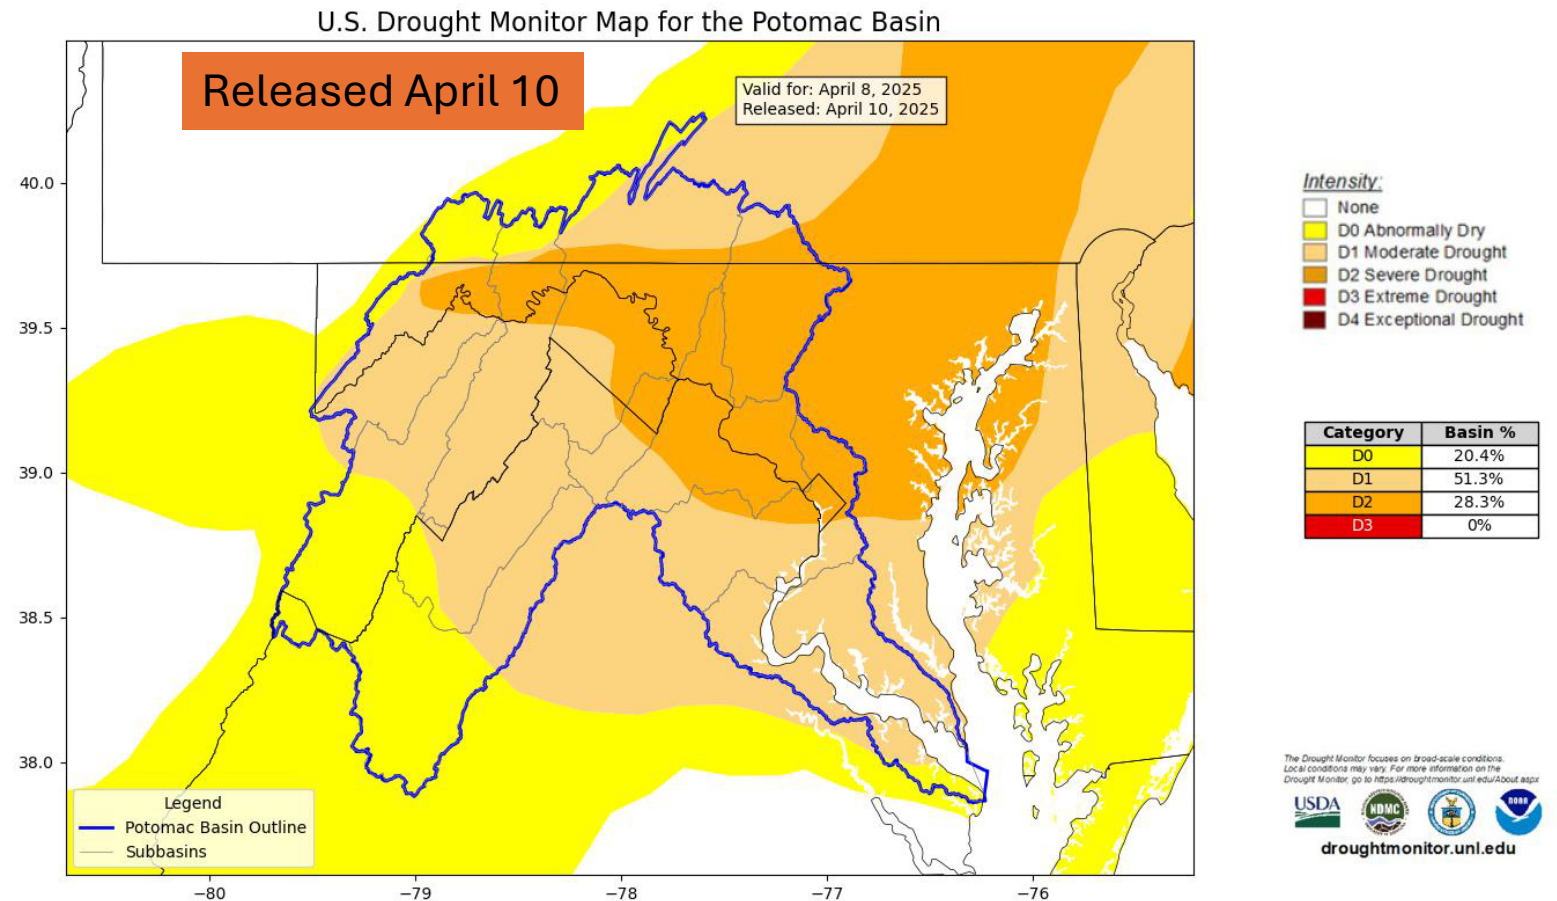 U.S. Drought Monitor Map for the Potomac Basin
Released April 10
Valid for: April 8, 2025
Released: April 10, 2025
40.0
39.5
39.0
38.5
38.0
−80
−79
−78
−77
−76
Legend
Potomac Basin Outline
Subbasins
Intensity:
None
D0 Abnormally Dry
D1 Moderate Drought
D2 Severe Drought
D3 Extreme Drought
D4 Exceptional Drought
Category Basin %
D0 20.4%
D1 51.3%
D2 28.3%
D3 0%
The Drought Monitor focuses on broad-scale conditions.
Local conditions may vary. For more information on the
Drought Monitor, go to https://droughtmonitor.unl.edu/About.aspx
USDA
NDMC
NOAA
droughtmonitor.unl.edu